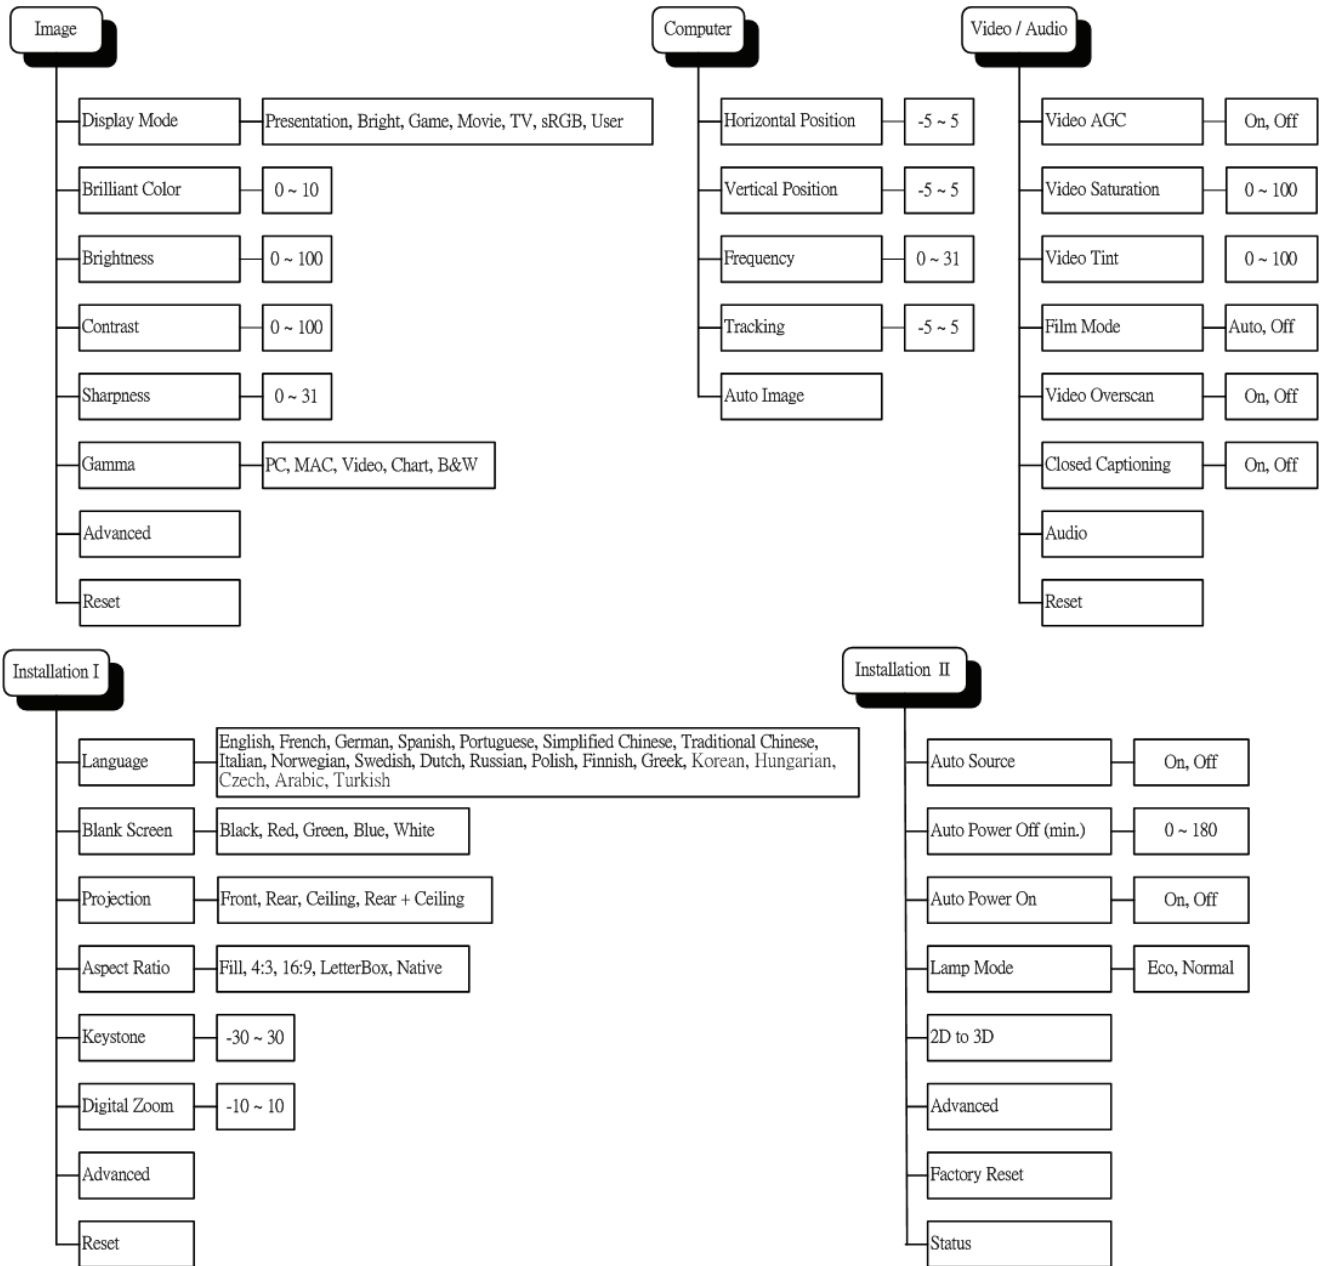 Image
Display Mode
Presentation, Bright, Game, Movie, TV, sRGB, User
Brilliant Color
0 ~ 10
Brightness
0 ~ 100
Contrast
0 ~ 100
Sharpness
0 ~ 31
Gamma
PC, MAC, Video, Chart, B&W
Advanced
Reset
Computer
Horizontal Position
-5 ~ 5
Vertical Position
-5 ~ 5
Frequency
0 ~ 31
Tracking
-5 ~ 5
Auto Image
Video / Audio
Video AGC
On, Off
Video Saturation
0 ~ 100
Video Tint
0 ~ 100
Film Mode
Auto, Off
Video Overscan
On, Off
Closed Captioning
On, Off
Audio
Reset
Installation I
Language
English, French, German, Spanish, Portuguese, Simplified Chinese, Traditional Chinese,
Italian, Norwegian, Swedish, Dutch, Russian, Polish, Finnish, Greek, Korean, Hungarian,
Czech, Arabic, Turkish
Blank Screen
Black, Red, Green, Blue, White
Projection
Front, Rear, Ceiling, Rear + Ceiling
Aspect Ratio
Fill, 4:3, 16:9, LetterBox, Native
Keystone
-30 ~ 30
Digital Zoom
-10 ~ 10
Advanced
Reset
Installation II
Auto Source
On, Off
Auto Power Off (min.)
0 ~ 180
Auto Power On
On, Off
Lamp Mode
Eco, Normal
2D to 3D
Advanced
Factory Reset
Status